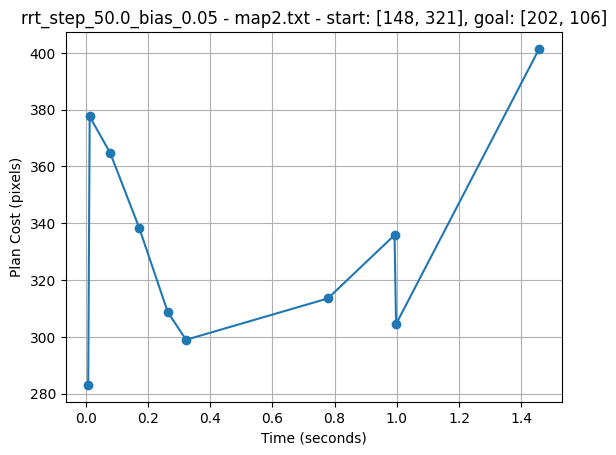 rrt_step_50.0_bias_0.05 - map2.txt - start: [148, 321], goal: [202, 106]
400
380
360
340
320
300
280
Plan Cost (pixels)
0.0 0.2 0.4 0.6 0.8 1.0 1.2 1.4
Time (seconds)